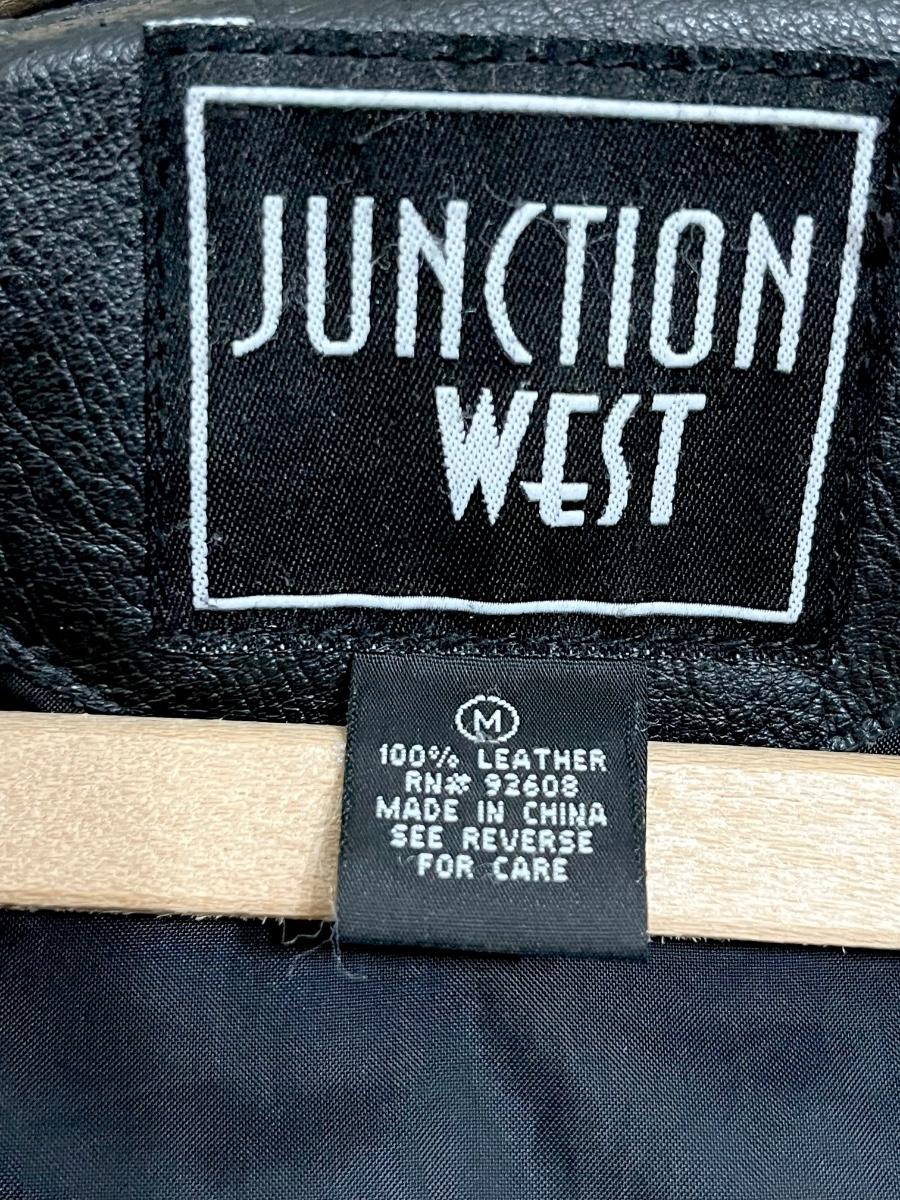 JUNCTION
WEST
M
100% LEATHER
RN# 92608
MADE IN CHINA
SEE REVERSE
FOR CARE